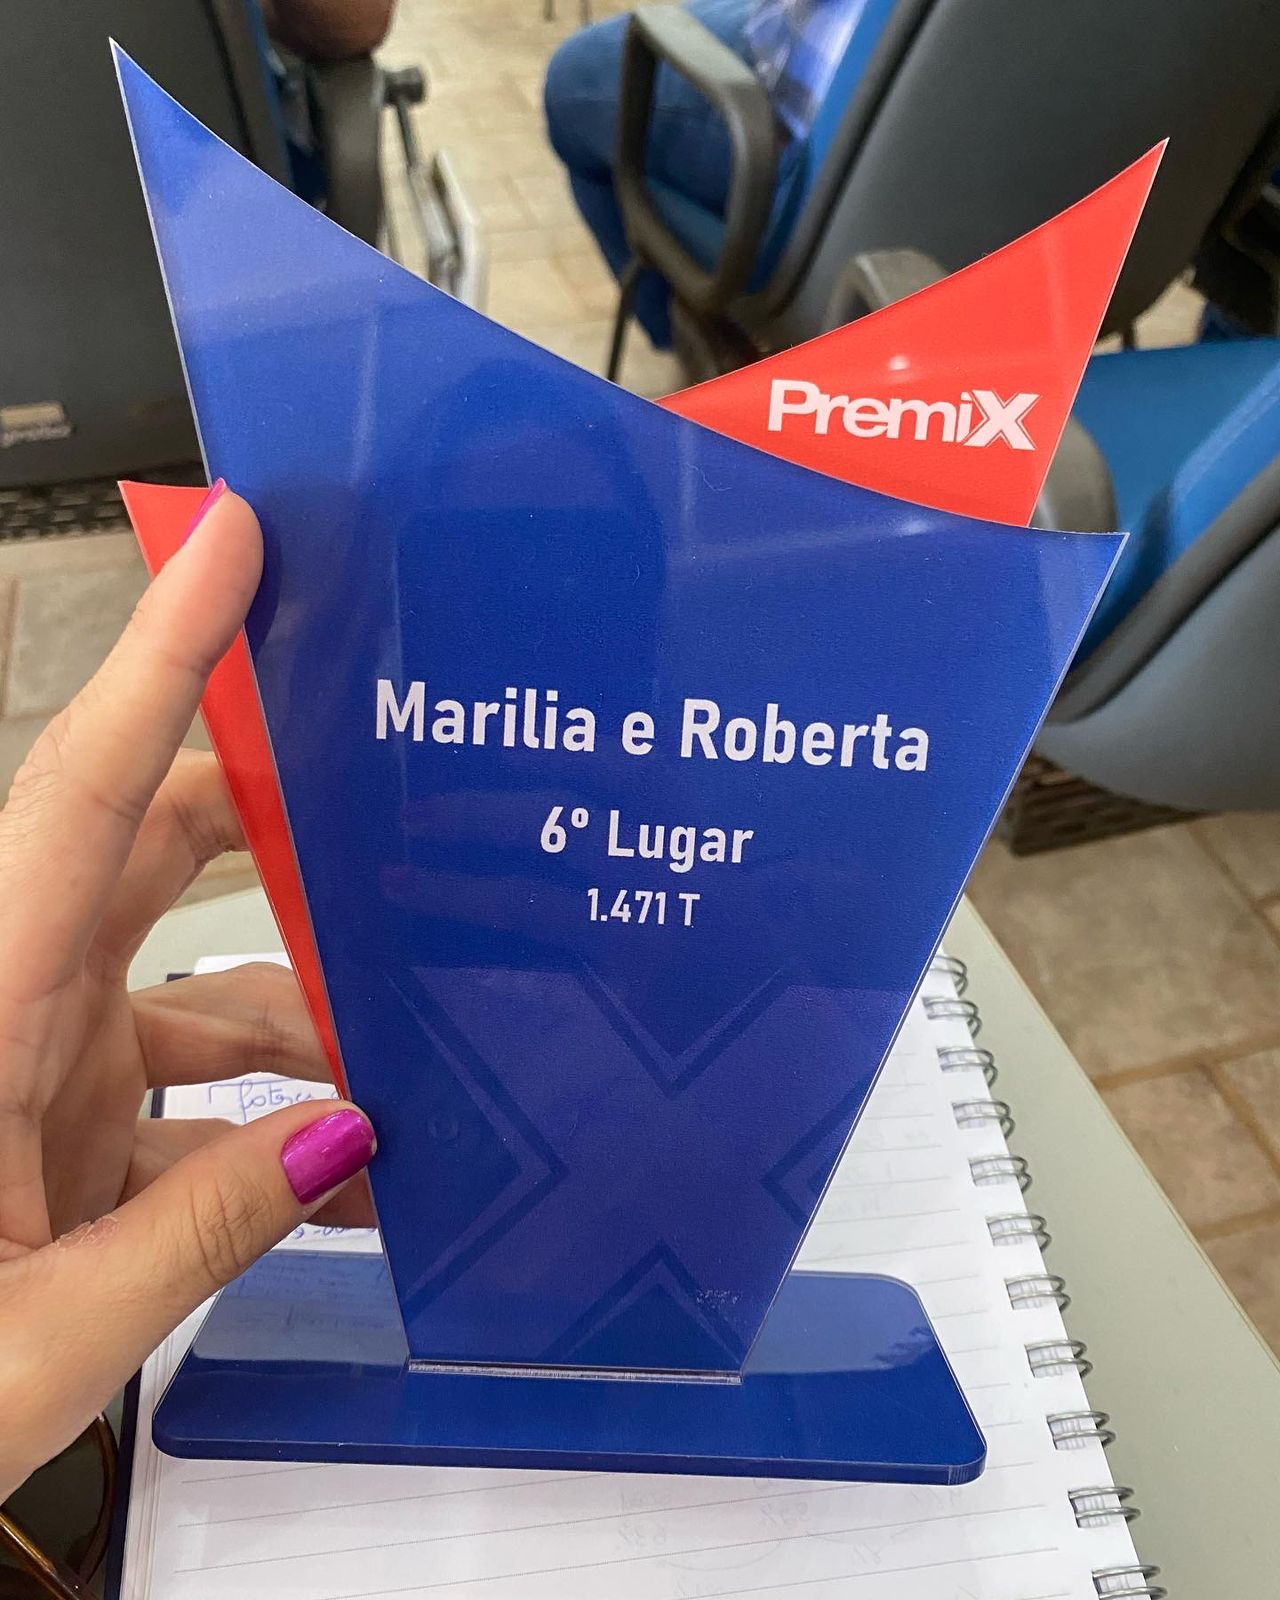 PremiX
Marilia e Roberta
6º Lugar
1.471 T